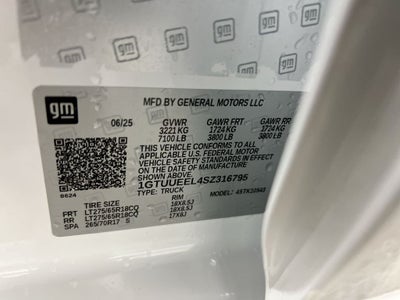 gm
MFD BY GENERAL MOTORS LLC
06/25 GVWR GAWR FRT GAWR RR
3221 KG 1724 KG 1724 KG
7100 LB 3800 LB 3800 LB
THIS VEHICLE CONFORMS TO ALL
APPLICABLE U.S. FEDERAL MOTOR
VEHICLE SAFETY STANDARDS IN
EFFECT ON THE DATE OF
MANUFACTURE SHOWN ABOVE
1GTUUEEL4SZ316795
B624 TYPE: TRUCK MODEL:
TIRE SIZE RIM
FRT LT275/65R18CQ 18X8.5J
RR LT275/65R18CQ 18X8.5J
SPA 265/70R17 S 17X8J